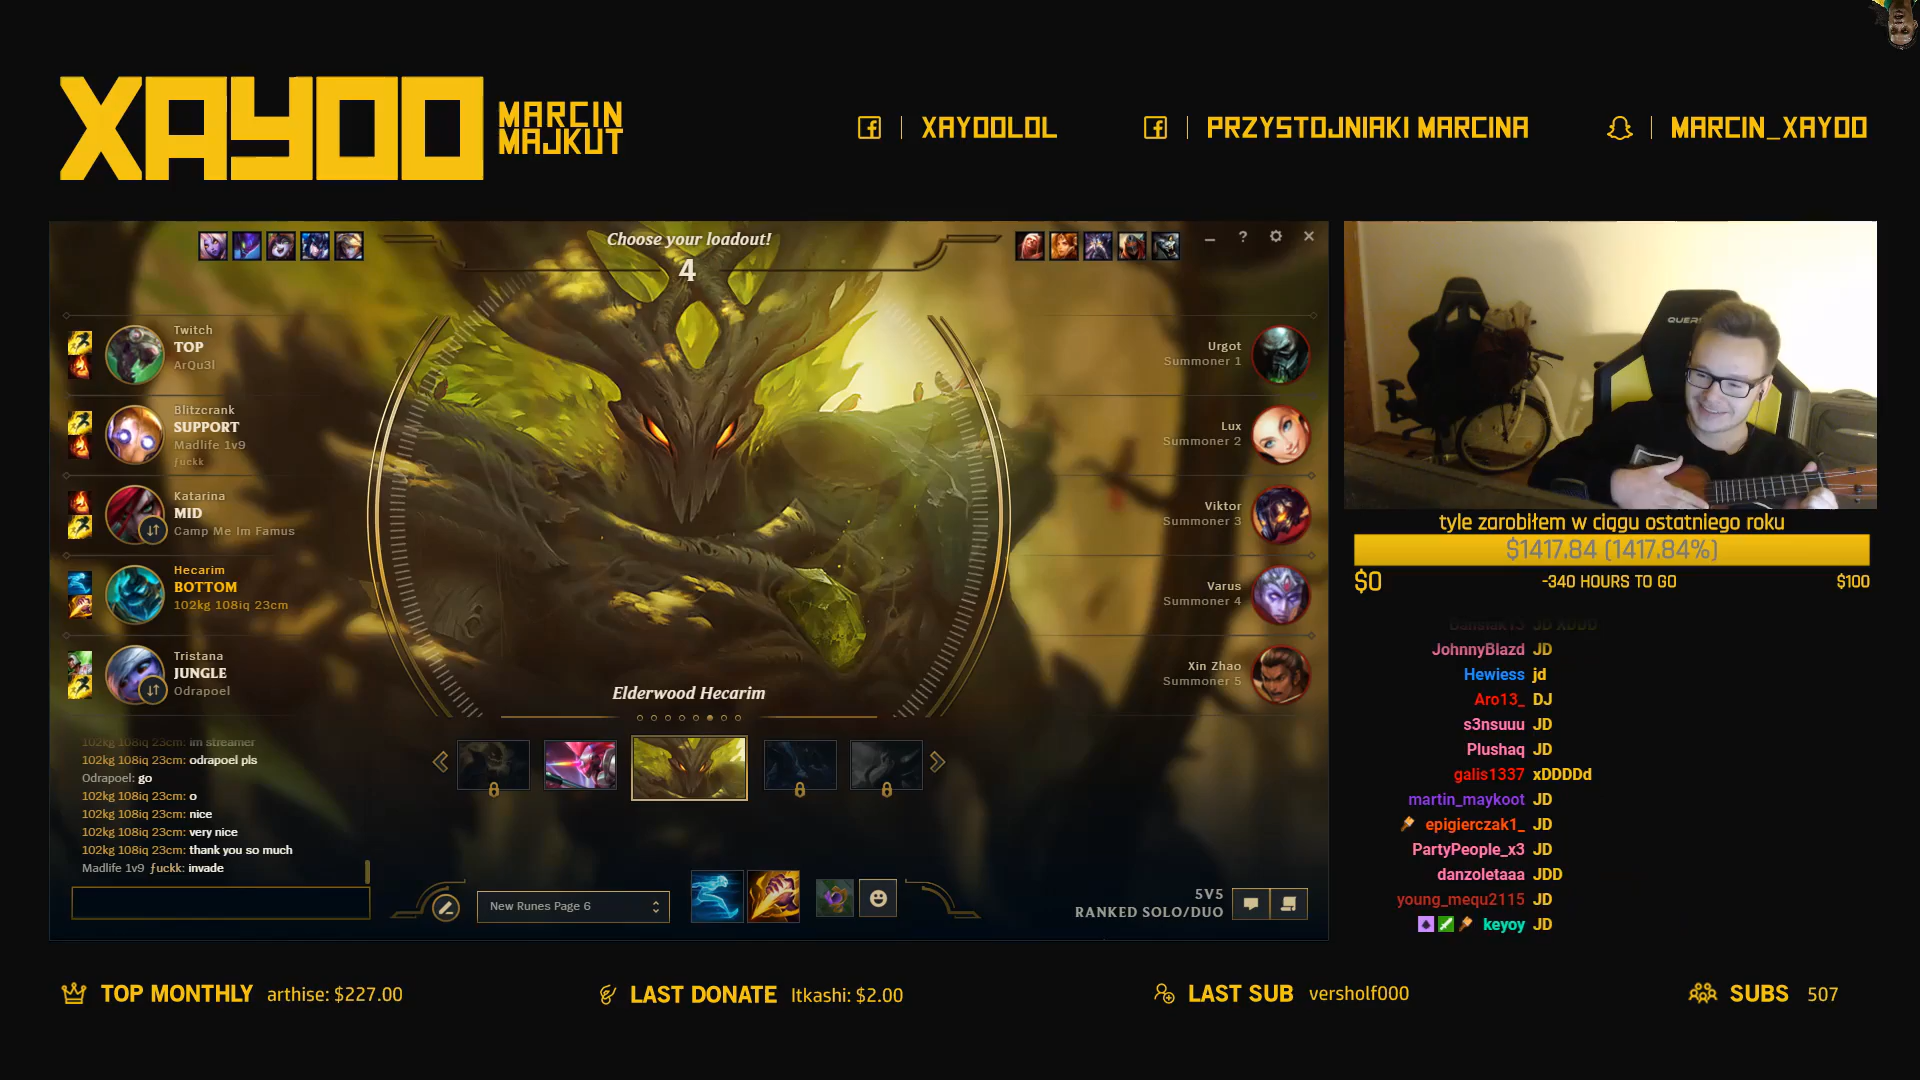 XAYOO
MARCIN
MAJKUT
XAYOOLOL
PRZYSTOJNIAKI MARCINA
MARCIN_XAYOO
Choose your loadout!
4
?
Twitch
TOP
ArQu3l
Blitzcrank
SUPPORT
Madlife 1v9
ƒuckk
Katarina
MID
Camp Me Im Famus
Hecarim
BOTTOM
102kg 108iq 23cm
Tristana
JUNGLE
Odrapoel
Urgot
Summoner 1
Lux
Summoner 2
Viktor
Summoner 3
Varus
Summoner 4
Xin Zhao
Summoner 5
Elderwood Hecarim
102kg 108iq 23cm: im streamer
102kg 108iq 23cm: odrapoel pls
Odrapoel: go
102kg 108iq 23cm: o
102kg 108iq 23cm: nice
102kg 108iq 23cm: very nice
102kg 108iq 23cm: thank you so much
Madlife 1v9 ƒuckk: invade
New Runes Page 6
5V5
RANKED SOLO/DUO
QUER
tyle zarobiłem w ciągu ostatniego roku
$1417.84 (1417.84%)
$0
-340 HOURS TO GO
$100
JD XDDD
JohnnyBlazd JD
Hewiess jd
Aro13_ DJ
s3nsuuu JD
Plushaq JD
galis1337 xDDDDd
martin_maykoot JD
epigierczak1_ JD
PartyPeople_x3 JD
danzoletaaa JDD
young_mequ2115 JD
keyoy JD
TOP MONTHLY arthise: $227.00
LAST DONATE Itkashi: $2.00
LAST SUB versholf000
SUBS 507